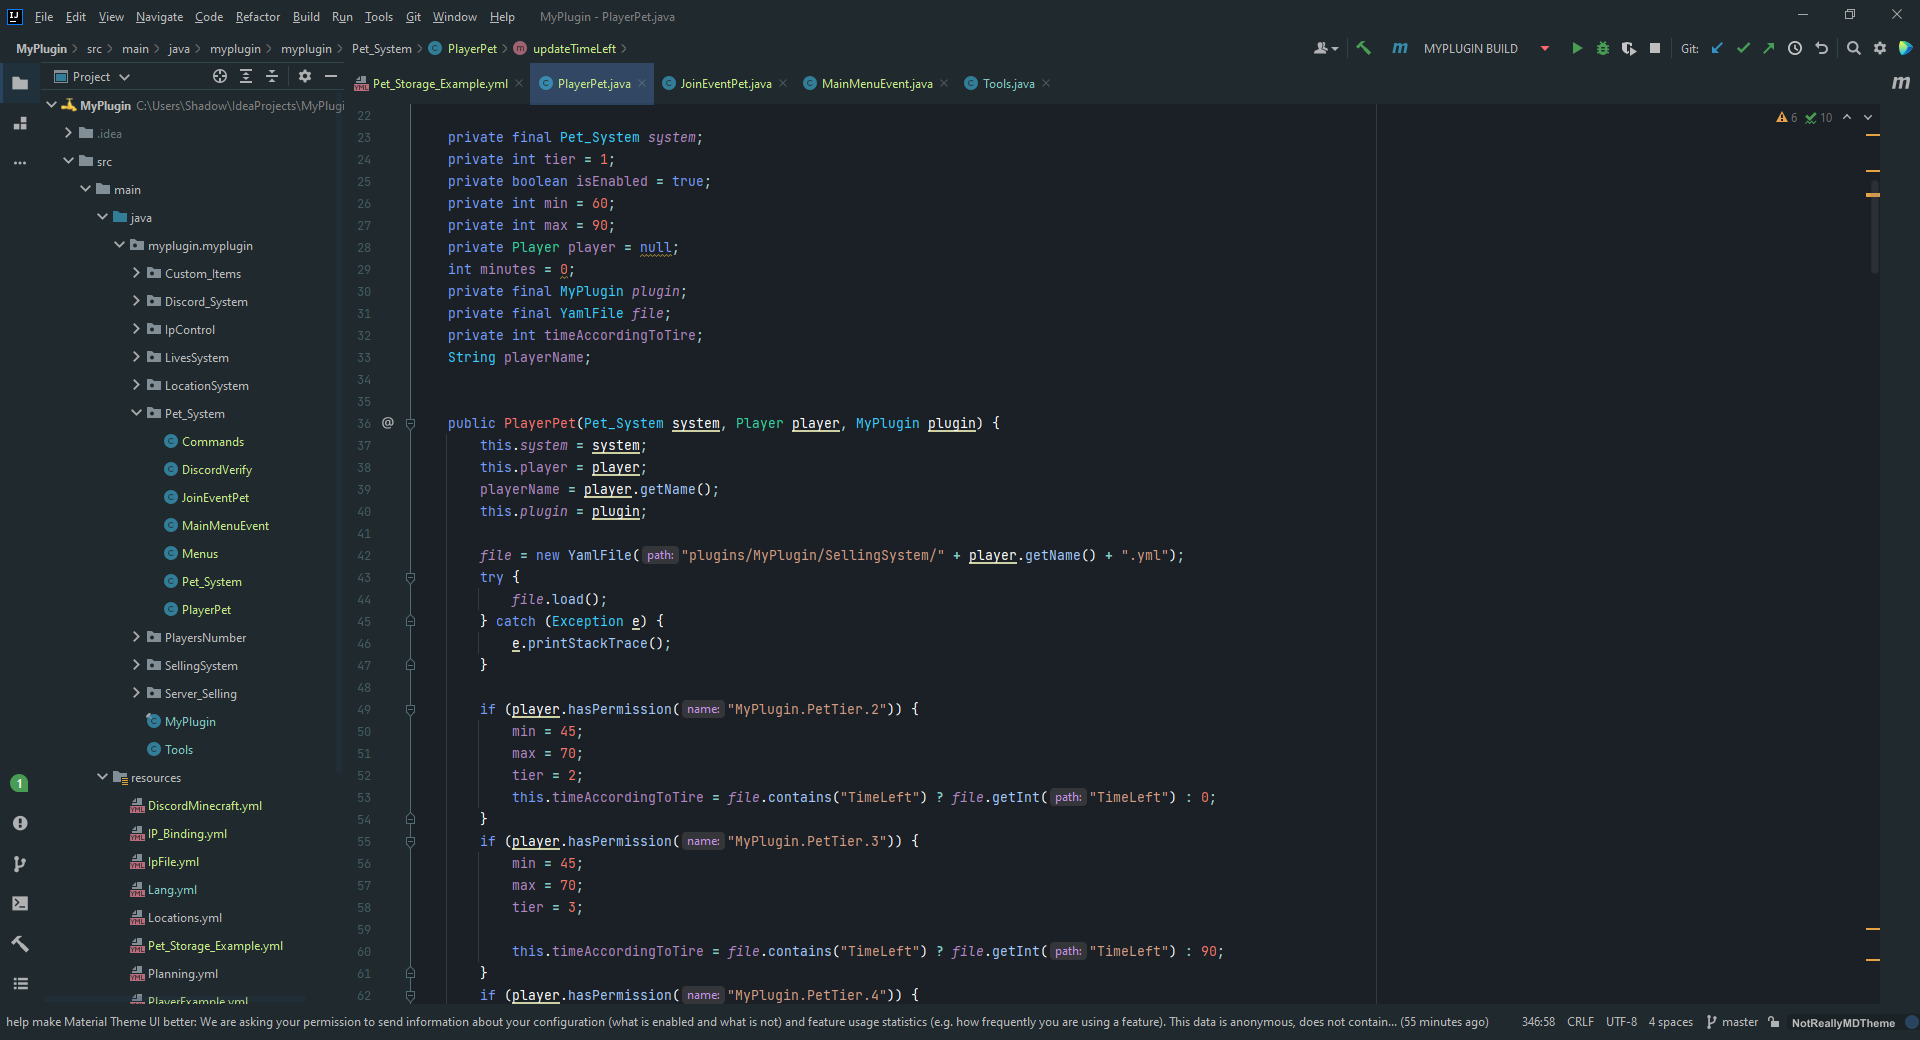 File Edit View Navigate Code Refactor Build Run Tools Git Window Help MyPlugin - PlayerPet.java
MyPlugin src main java myplugin myplugin Pet_System PlayerPet updateTimeLeft MYPLUGIN BUILD Git:
Project
Pet_Storage_Example.yml PlayerPet.java JoinEventPet.java MainMenuEvent.java Tools.java
MyPlugin C:\Users\Shadow\IdeaProjects\MyPlugi
.idea
src
main
java
myplugin.myplugin
Custom_Items
Discord_System
IpControl
LivesSystem
LocationSystem
Pet_System
Commands
DiscordVerify
JoinEventPet
MainMenuEvent
Menus
Pet_System
PlayerPet
PlayersNumber
SellingSystem
Server_Selling
MyPlugin
Tools
resources
DiscordMinecraft.yml
IP_Binding.yml
IpFile.yml
Lang.yml
Locations.yml
Pet_Storage_Example.yml
Planning.yml
PlayerExample.yml
1
6 10
22
23 private final Pet_System system;
24 private int tier = 1;
25 private boolean isEnabled = true;
26 private int min = 60;
27 private int max = 90;
28 private Player player = null;
29 int minutes = 0;
30 private final MyPlugin plugin;
31 private final YamlFile file;
32 private int timeAccordingToTire;
33 String playerName;
34
35
36 @ public PlayerPet(Pet_System system, Player player, MyPlugin plugin) {
37 this.system = system;
38 this.player = player;
39 playerName = player.getName();
40 this.plugin = plugin;
41
42 file = new YamlFile( path: "plugins/MyPlugin/SellingSystem/" + player.getName() + ".yml");
43 try {
44 file.load();
45 } catch (Exception e) {
46 e.printStackTrace();
47 }
48
49 if (player.hasPermission( name: "MyPlugin.PetTier.2")) {
50 min = 45;
51 max = 70;
52 tier = 2;
53 this.timeAccordingToTire = file.contains("TimeLeft") ? file.getInt( path: "TimeLeft") : 0;
54 }
55 if (player.hasPermission( name: "MyPlugin.PetTier.3")) {
56 min = 45;
57 max = 70;
58 tier = 3;
59
60 this.timeAccordingToTire = file.contains("TimeLeft") ? file.getInt( path: "TimeLeft") : 90;
61 }
62 if (player.hasPermission( name: "MyPlugin.PetTier.4")) {
help make Material Theme UI better: We are asking your permission to send information about your configuration (what is enabled and what is not) and feature usage statistics (e.g. how frequently you are using a feature). This data is anonymous, does not contain... (55 minutes ago) 346:58 CRLF UTF-8 4 spaces master NotReallyMDTheme